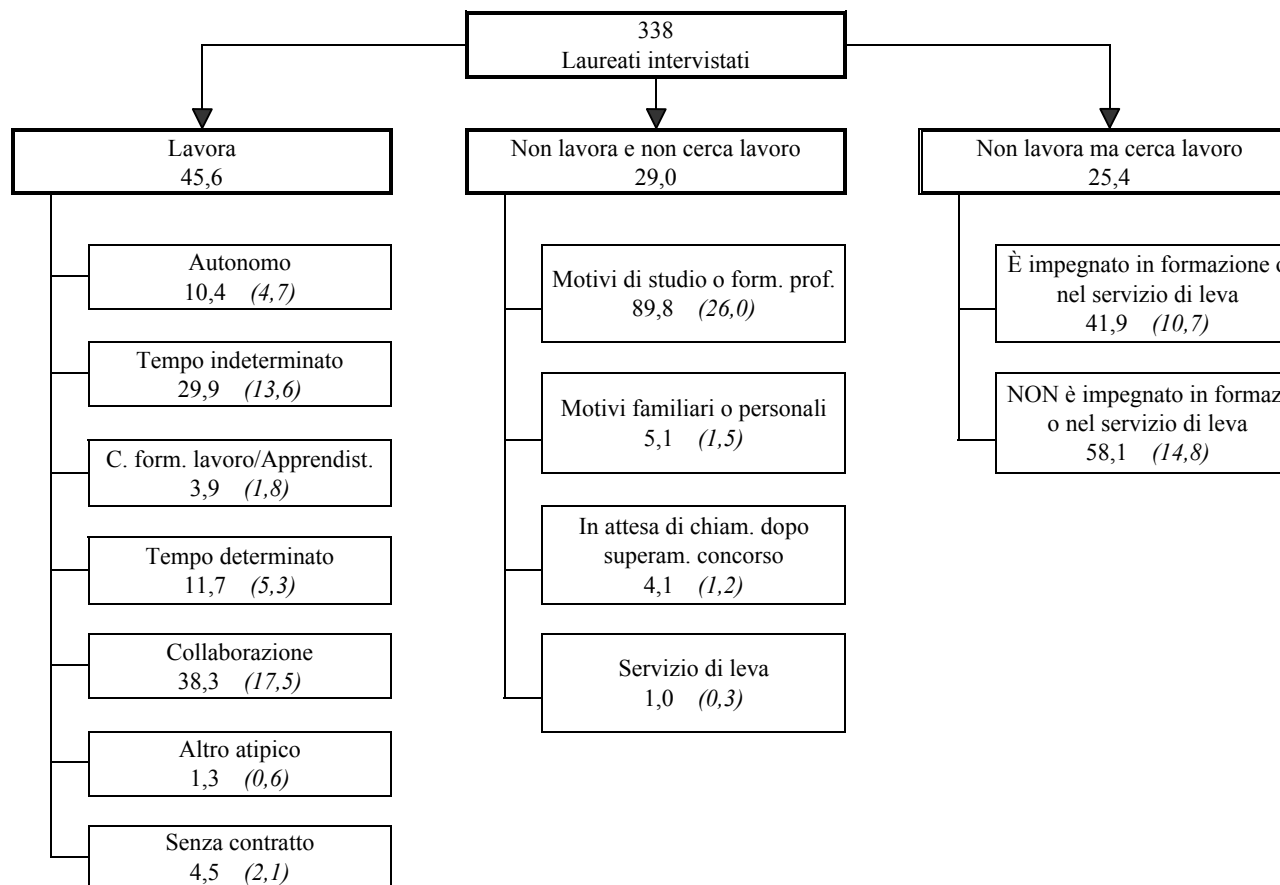 338
Laureati intervistati
Lavora
45,6
Non lavora e non cerca lavoro
29,0
Non lavora ma cerca lavoro
25,4
Autonomo
10,4 (4,7)
Tempo indeterminato
29,9 (13,6)
C. form. lavoro/Apprendist.
3,9 (1,8)
Tempo determinato
11,7 (5,3)
Collaborazione
38,3 (17,5)
Altro atipico
1,3 (0,6)
Senza contratto
4,5 (2,1)
Motivi di studio o form. prof.
89,8 (26,0)
Motivi familiari o personali
5,1 (1,5)
In attesa di chiam. dopo
superam. concorso
4,1 (1,2)
Servizio di leva
1,0 (0,3)
È impegnato in formazione
nel servizio di leva
41,9 (10,7)
NON è impegnato in
o nel servizio di leva
58,1 (14,8)